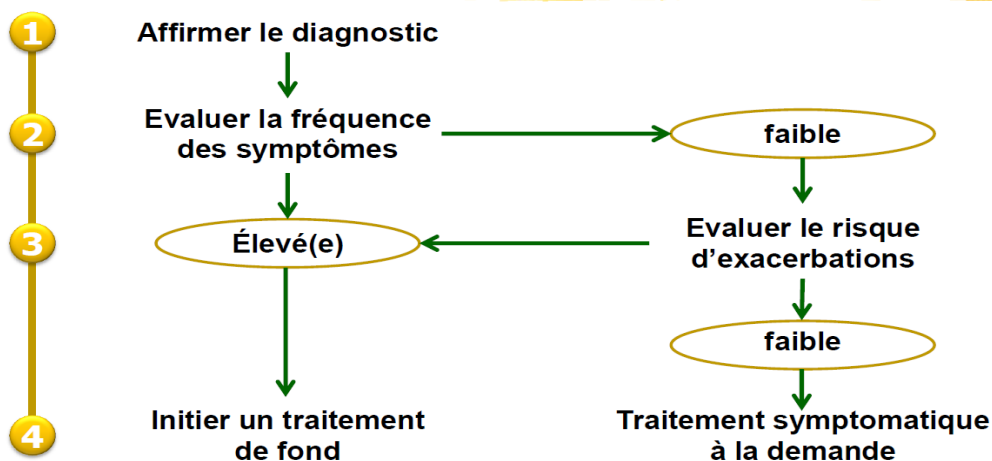 1
Affirmer le diagnostic
2
Evaluer la fréquence
des symptômes
faible
3
Élevé(e)
Evaluer le risque
d’exacerbations
faible
4
Initier un traitement
de fond
Traitement symptomatique
à la demande